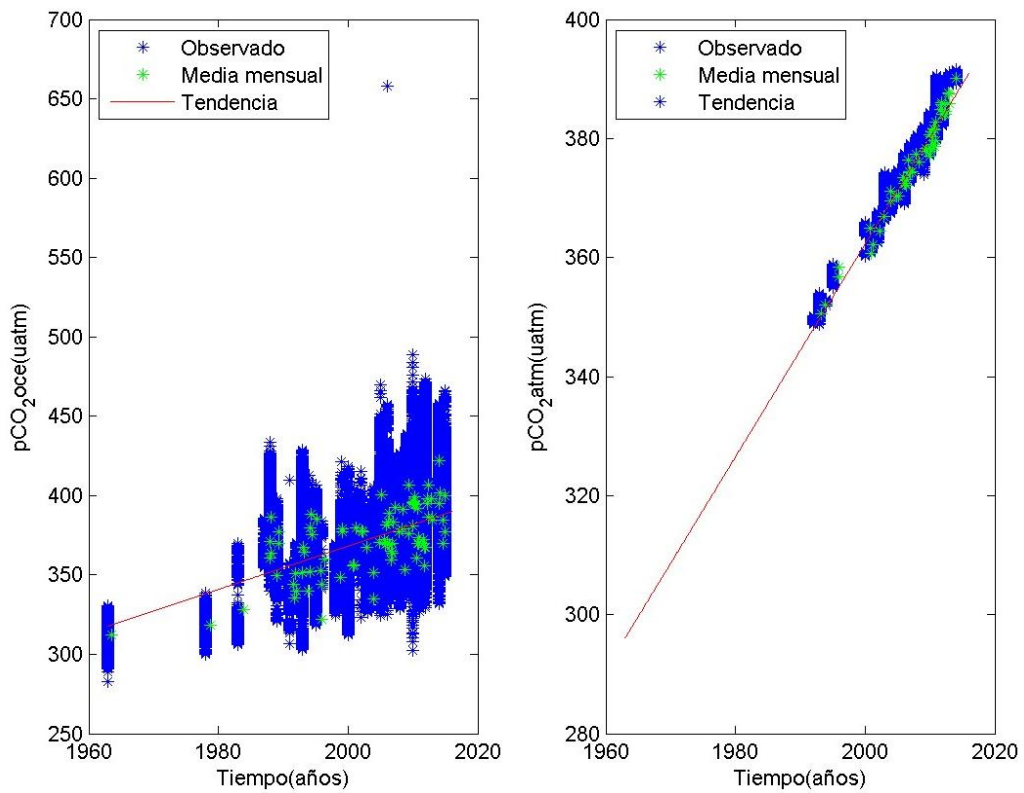 700
650
600
550
500
450
400
350
300
250
1960
1980
2000
2020
pCO2oce(uatm)
Tiempo(años)
Observado
Media mensual
Tendencia
400
380
360
340
320
300
280
1960
1980
2000
2020
pCO2atm(uatm)
Tiempo(años)
Observado
Media mensual
Tendencia